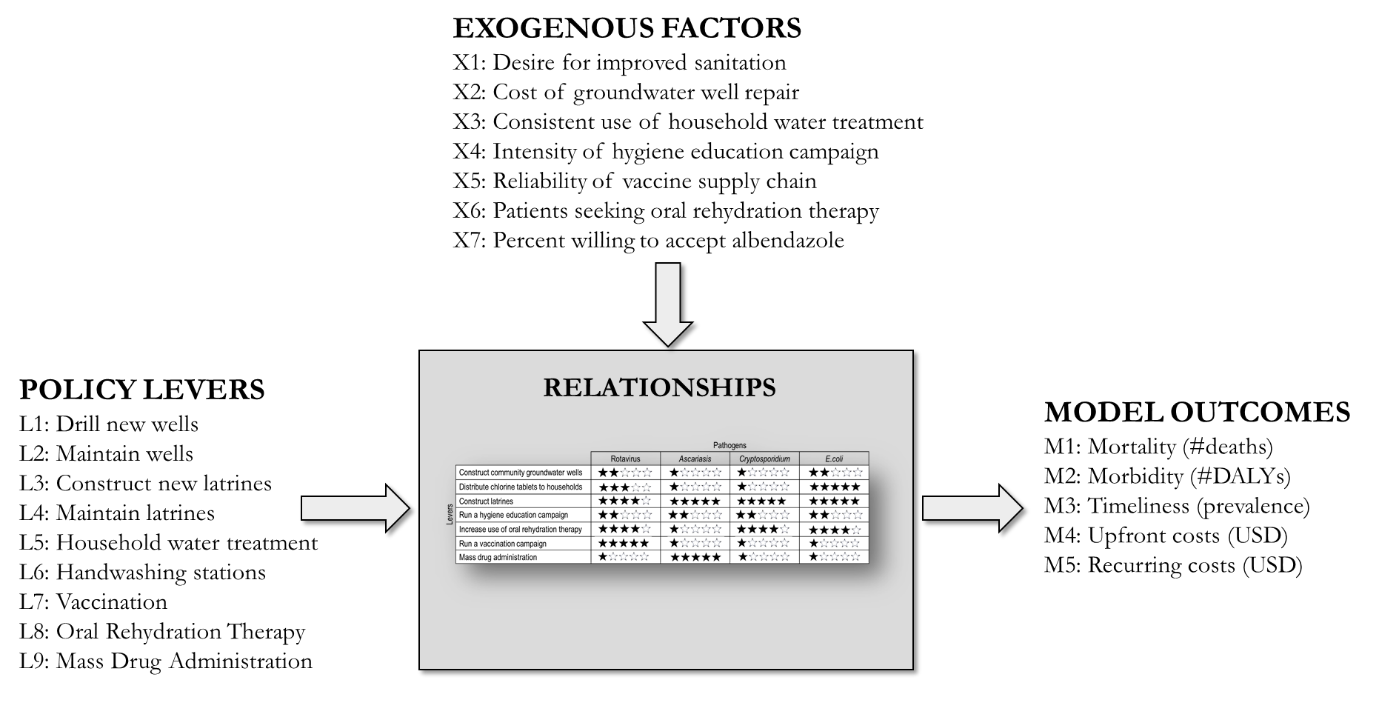 EXOGENOUS FACTORS
X1: Desire for improved sanitation
X2: Cost of groundwater well repair
X3: Consistent use of household water treatment
X4: Intensity of hygiene education campaign
X5: Reliability of vaccine supply chain
X6: Patients seeking oral rehydration therapy
X7: Percent willing to accept albendazole
POLICY LEVERS
L1: Drill new wells
L2: Maintain wells
L3: Construct new latrines
L4: Maintain latrines
L5: Household water treatment
L6: Handwashing stations
L7: Vaccination
L8: Oral Rehydration Therapy
L9: Mass Drug Administration
RELATIONSHIPS
Pathogens
Rotavirus Ascariasis Cryptosporidium E.coli
Levers
Construct community groundwater wells ★★☆☆☆ ★☆☆☆☆ ★☆☆☆☆ ★★☆☆☆
Distribute chlorine tablets to households ★★★☆☆ ★☆☆☆☆ ★☆☆☆☆ ★★★★★
Construct latrines ★★★★☆ ★★★★★ ★★★★★ ★★★★★
Run a hygiene education campaign ★★☆☆☆ ★★☆☆☆ ★★☆☆☆ ★★☆☆☆
Increase use of oral rehydration therapy ★★★★☆ ★☆☆☆☆ ★★★★☆ ★★★★☆
Run a vaccination campaign ★★★★★ ★☆☆☆☆ ★☆☆☆☆ ★☆☆☆☆
Mass drug administration ★☆☆☆☆ ★★★★★ ★☆☆☆☆ ★☆☆☆☆
MODEL OUTCOMES
M1: Mortality (#deaths)
M2: Morbidity (#DALYs)
M3: Timeliness (prevalence)
M4: Upfront costs (USD)
M5: Recurring costs (USD)